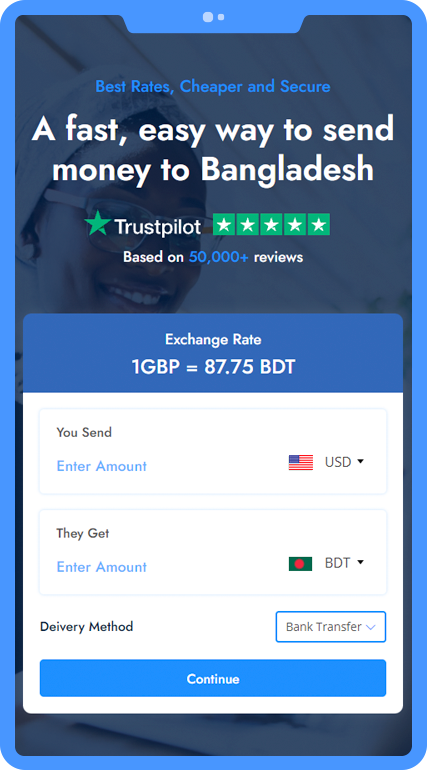 Best Rates, Cheaper and Secure
A fast, easy way to send
money to Bangladesh
Trustpilot
Based on 50,000+ reviews
Exchange Rate
1GBP = 87.75 BDT
You Send
Enter Amount
USD
They Get
Enter Amount
BDT
Deivery Method
Bank Transfer
Continue